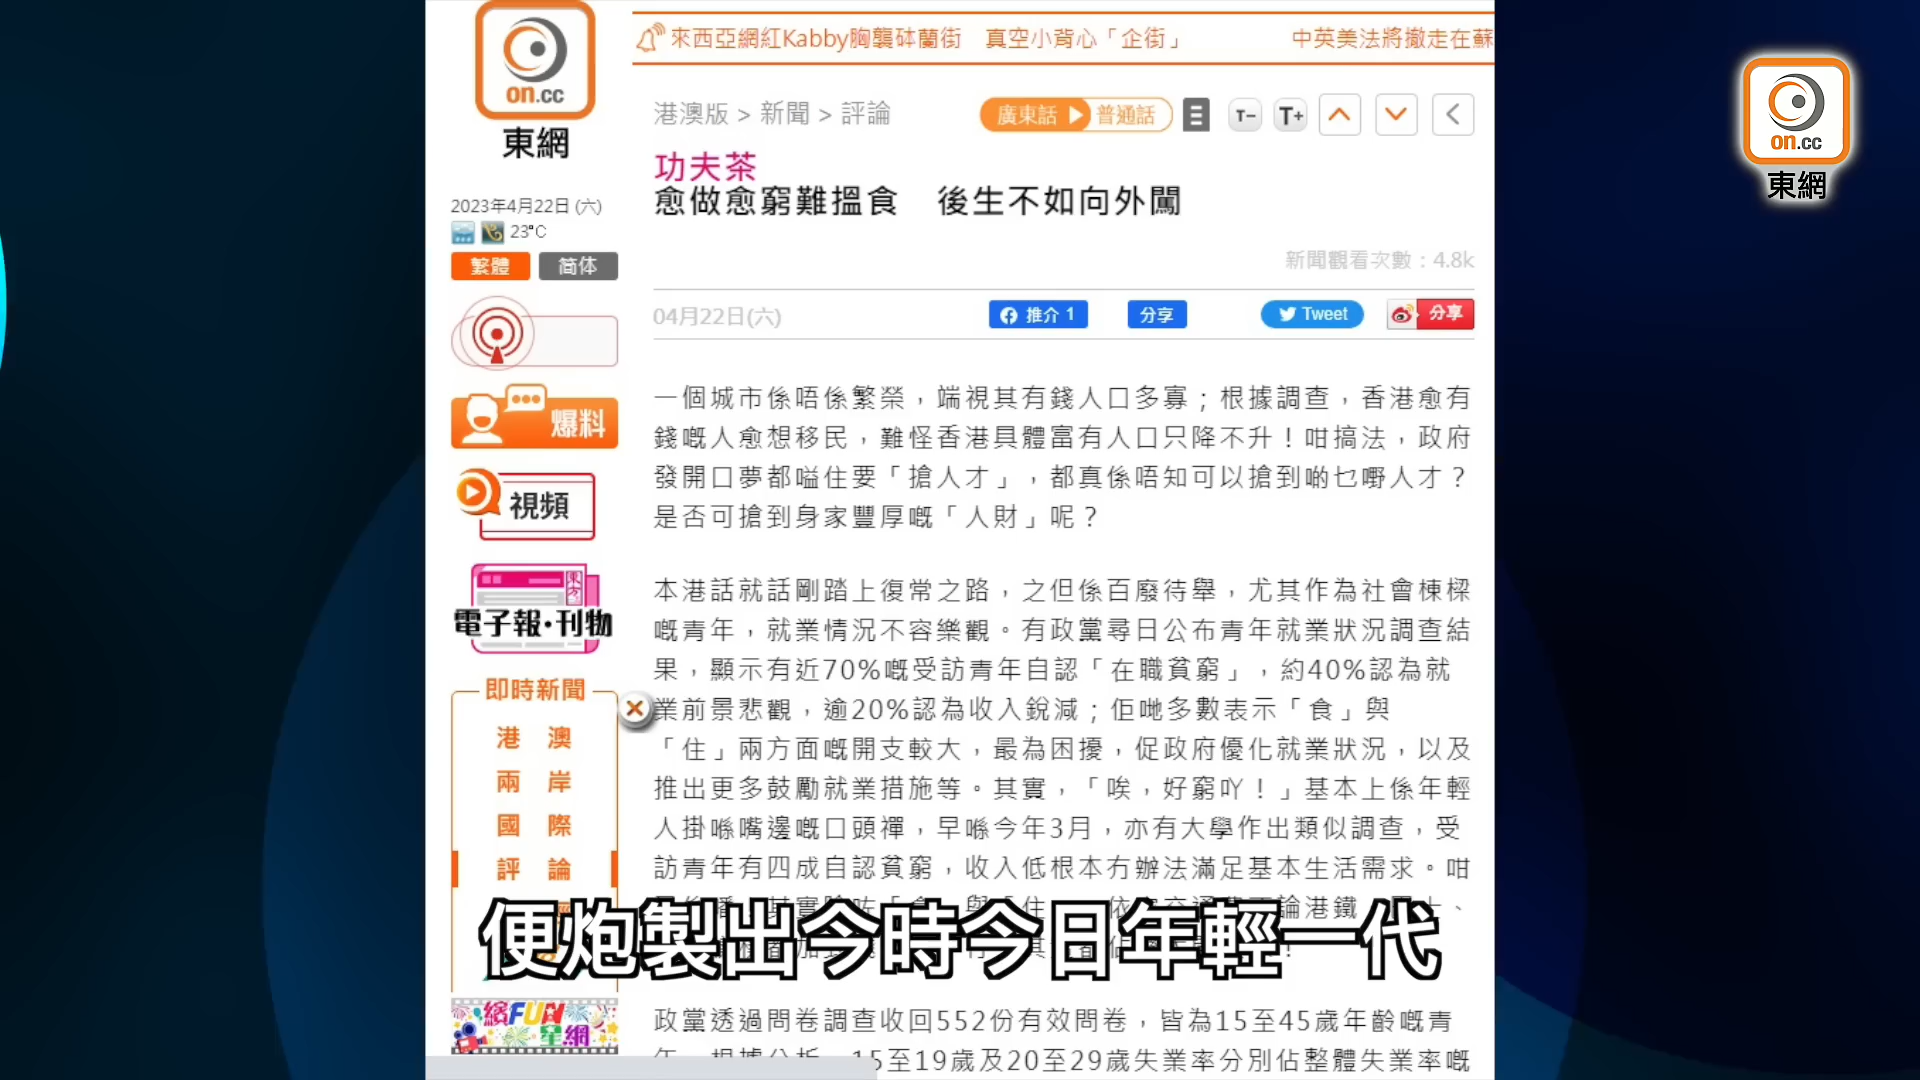 on.cc
東網
來西亞網紅Kabby胸襲砵蘭街 真空小背心「企街」 中英美法將撤走在蘇
on.cc
東網
港澳版 > 新聞 > 評論
廣東話 普通話
T- T+
功夫茶
愈做愈窮難搵食 後生不如向外闖
2023年4月22日 (六)
23°C
繁體 简体
新聞觀看次數：4.8k
04月22日(六)
推介 1 分享 Tweet 分享
爆料
視頻
電子報·刊物
即時新聞
港澳
兩岸
國際
評論
一個城市係唔係繁榮，端視其有錢人口多寡；根據調查，香港愈有
錢嘅人愈想移民，難怪香港具體富有人口只降不升！咁搞法，政府
發開口夢都嗌住要「搶人才」，都真係唔知可以搶到啲乜嘢人才？
是否可搶到身家豐厚嘅「人財」呢？
本港話就話剛踏上復常之路，之但係百廢待舉，尤其作為社會棟樑
嘅青年，就業情況不容樂觀。有政黨尋日公布青年就業狀況調查結
果，顯示有近70%嘅受訪青年自認「在職貧窮」，約40%認為就
業前景悲觀，逾20%認為收入銳減；佢哋多數表示「食」與
「住」兩方面嘅開支較大，最為困擾，促政府優化就業狀況，以及
推出更多鼓勵就業措施等。其實，「唉，好窮吖！」基本上係年輕
人掛喺嘴邊嘅口頭禪，早喺今年3月，亦有大學作出類似調查，受
訪青年有四成自認貧窮，收入低根本冇辦法滿足基本生活需求。咁
便炮製出今時今日年輕一代
繽FUN星網
政黨透過問卷調查收回552份有效問卷，皆為15至45歲年齡嘅青
15至19歲及20至29歲失業率分別佔整體失業率嘅